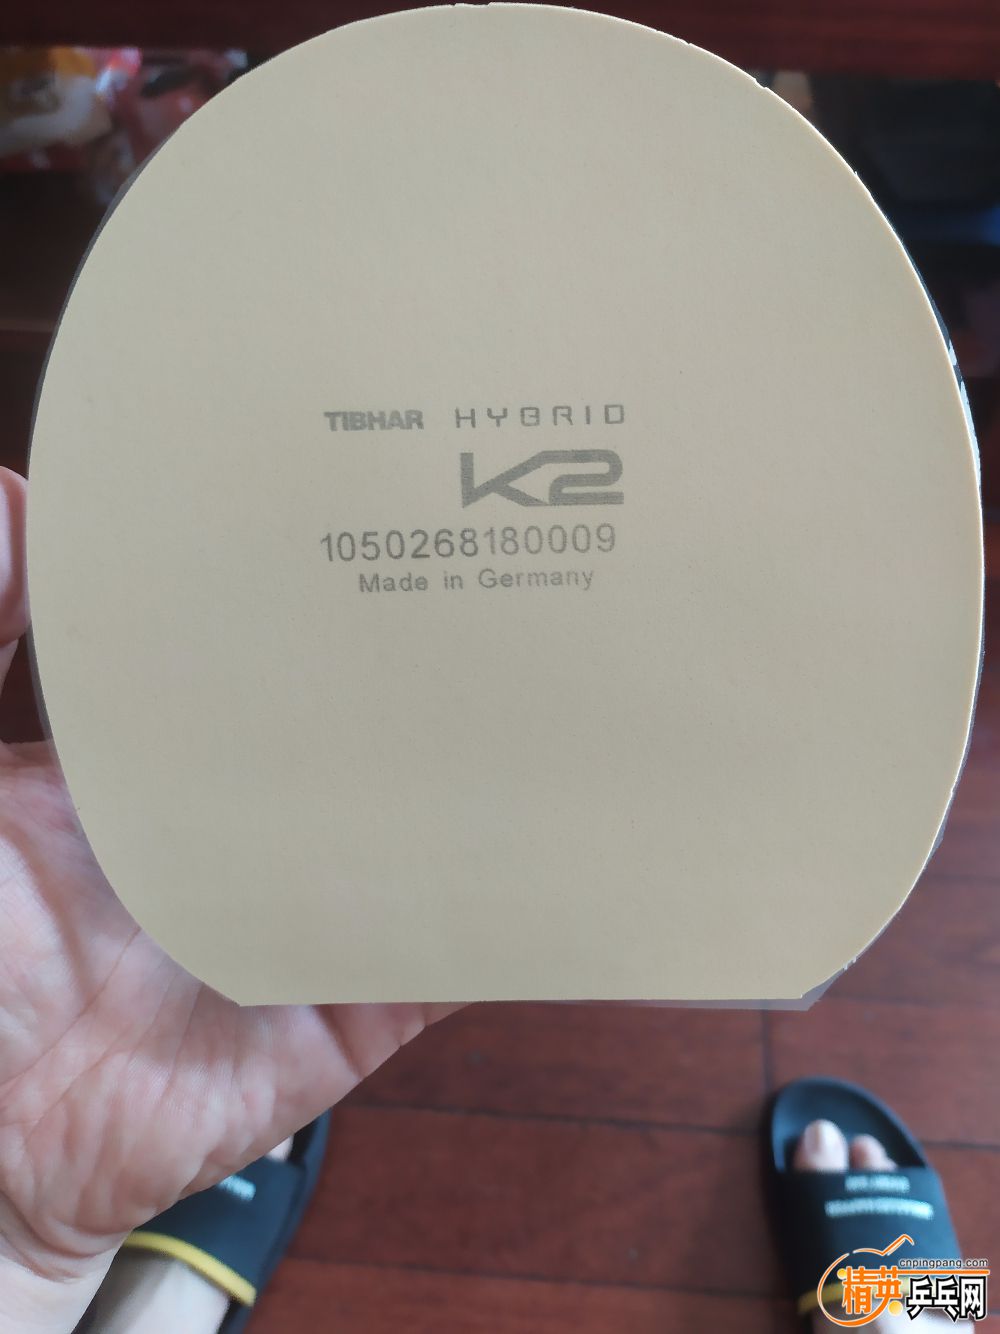 TIBHAR HYBRID
K2
1050268180009
Made in Germany
cnpingpang.com
精英乒乓网